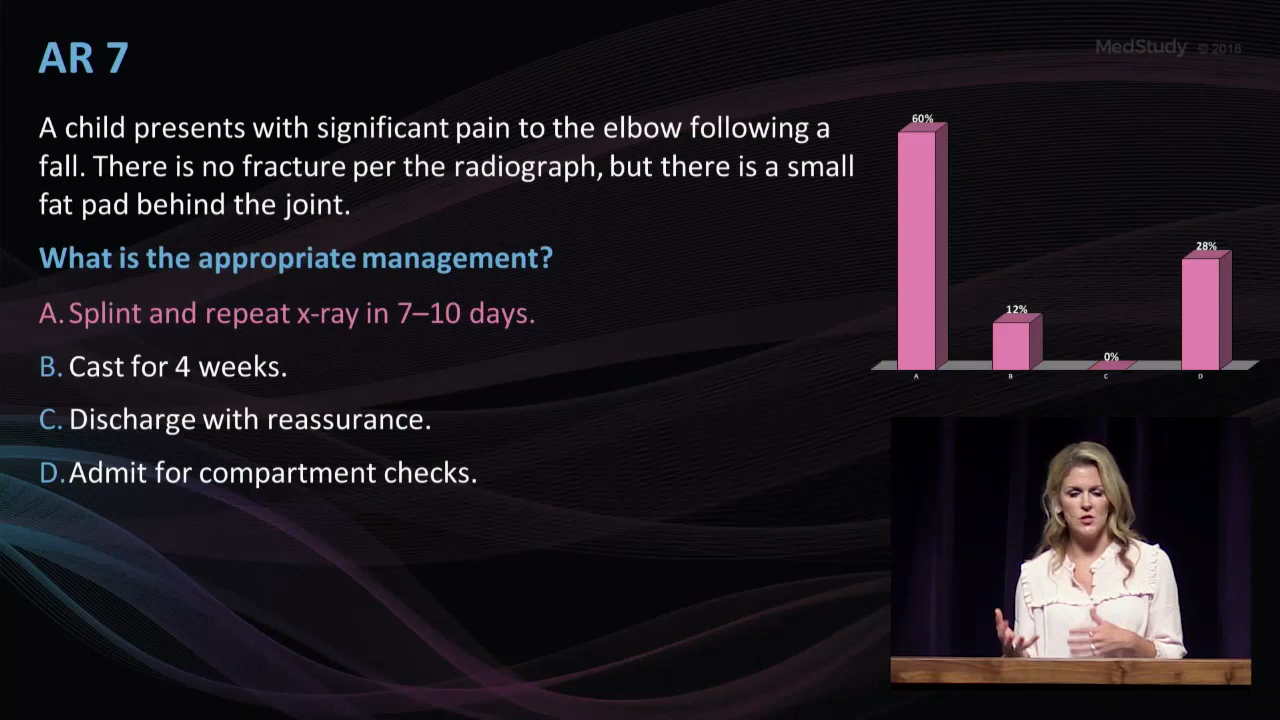 AR 7
MedStudy © 2018
A child presents with significant pain to the elbow following a
fall. There is no fracture per the radiograph, but there is a small
fat pad behind the joint.
What is the appropriate management?
A. Splint and repeat x-ray in 7–10 days.
B. Cast for 4 weeks.
C. Discharge with reassurance.
D. Admit for compartment checks.
60%
12%
0%
28%
A B C D